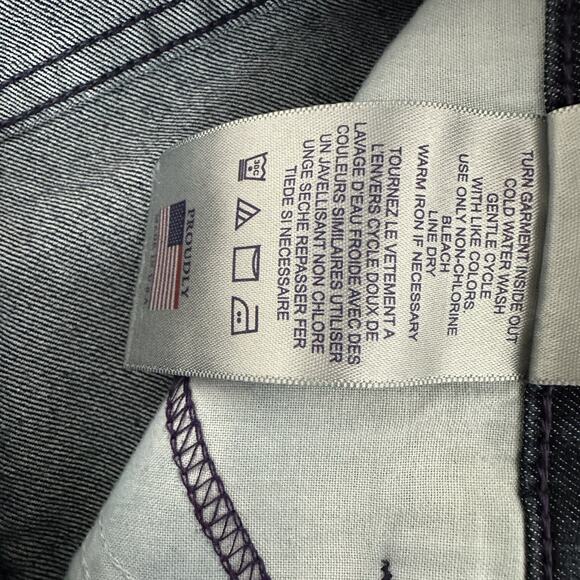 TURN GARMENT INSIDE OUT
COLD WATER WASH
GENTLE CYCLE
WITH LIKE COLORS
USE ONLY NON-CHLORINE
BLEACH
LINE DRY
WARM IRON IF NECESSARY
TOURNEZ LE VETEMENT A
L'ENVERS CYCLE DOUX DE
LAVAGE D'EAU FROIDE AVEC DES
COULEURS SIMILAIRES UTILISER
UN JAVELLISANT NON CHLORE
UNGE SECHE REPASSER FER
TIEDE SI NECESSAIRE
PROUDLY
MADE IN U.S.A.